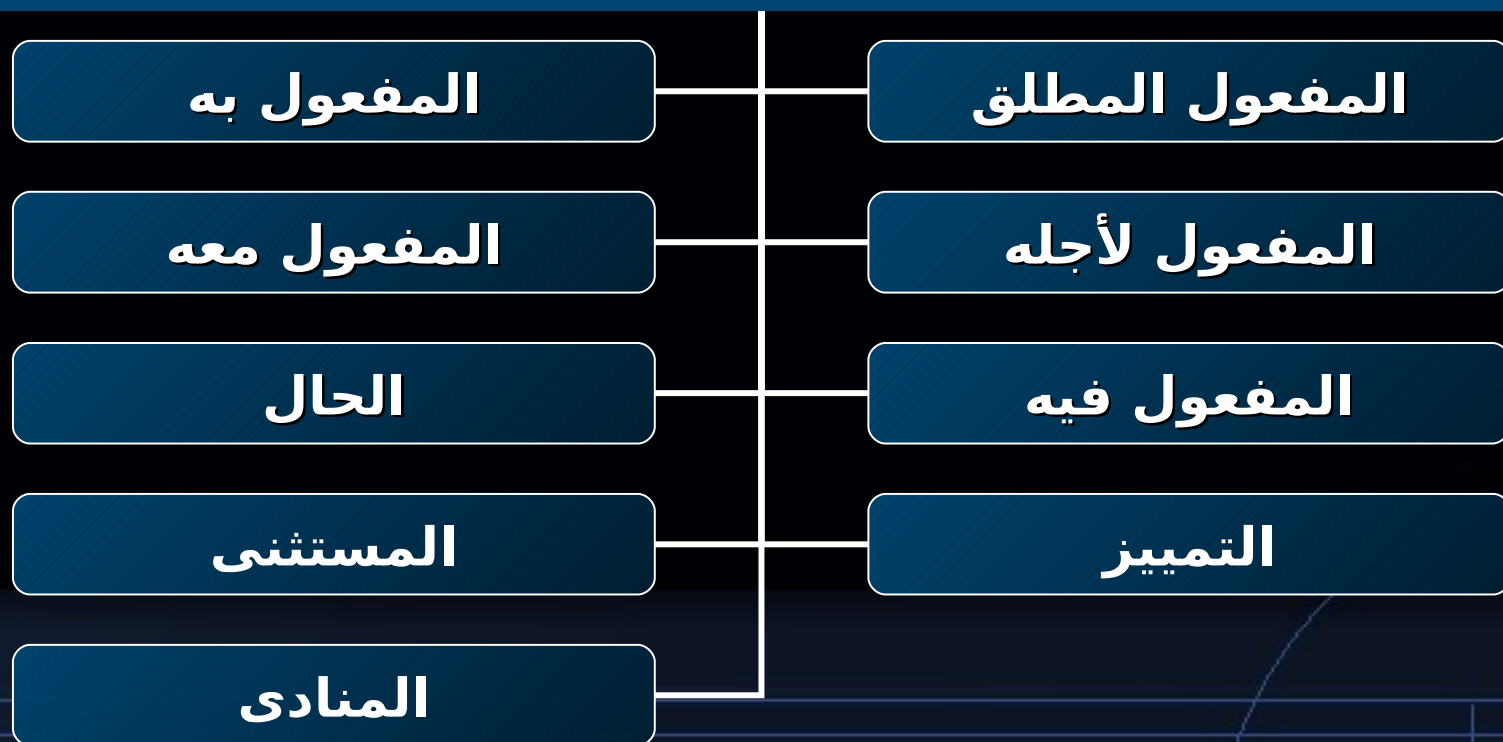 المفعول المطلق
المفعول به
المفعول لأجله
المفعول معه
المفعول فيه
الحال
التمييز
المستثنى
المنادى